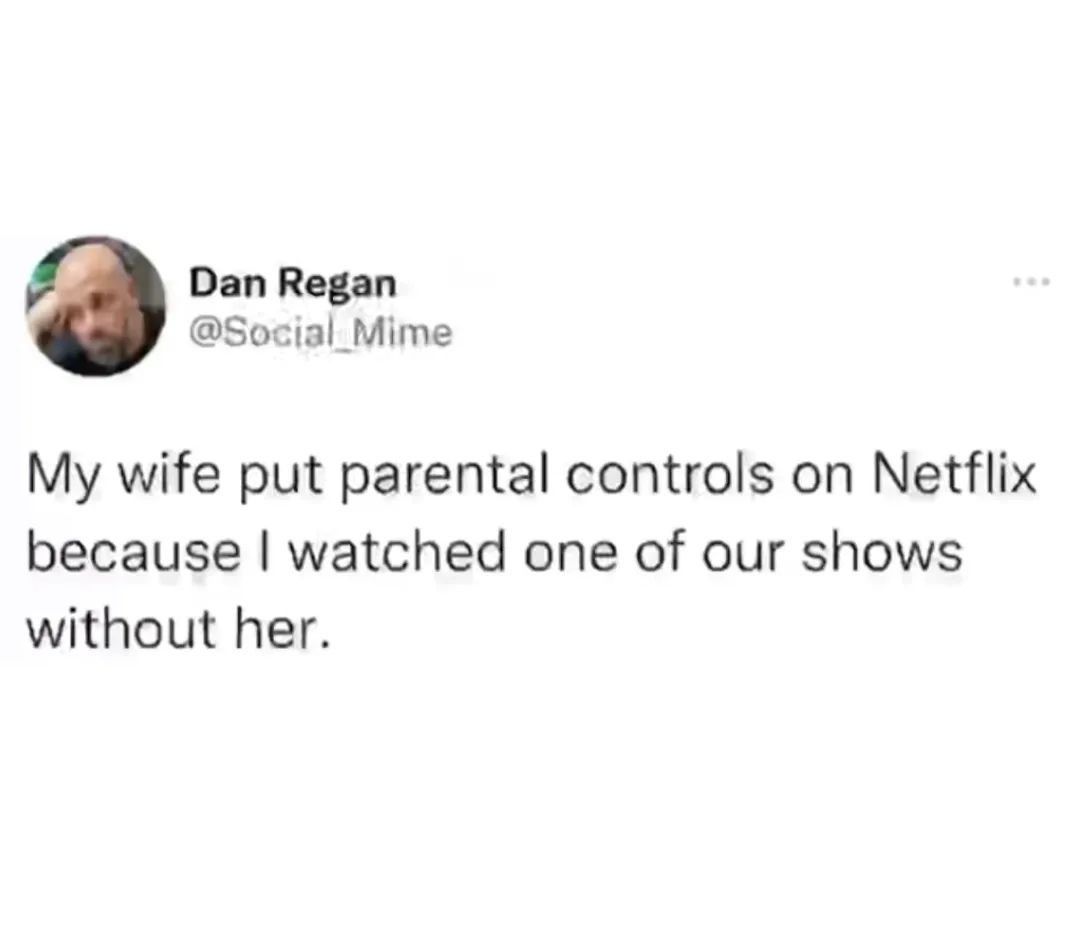 Dan Regan
@Social_Mime
My wife put parental controls on Netflix
because I watched one of our shows
without her.